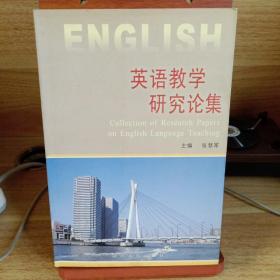 ENGLISH
英语教学
研究论集
Collection of Research Papers
on English Language Teaching
主编